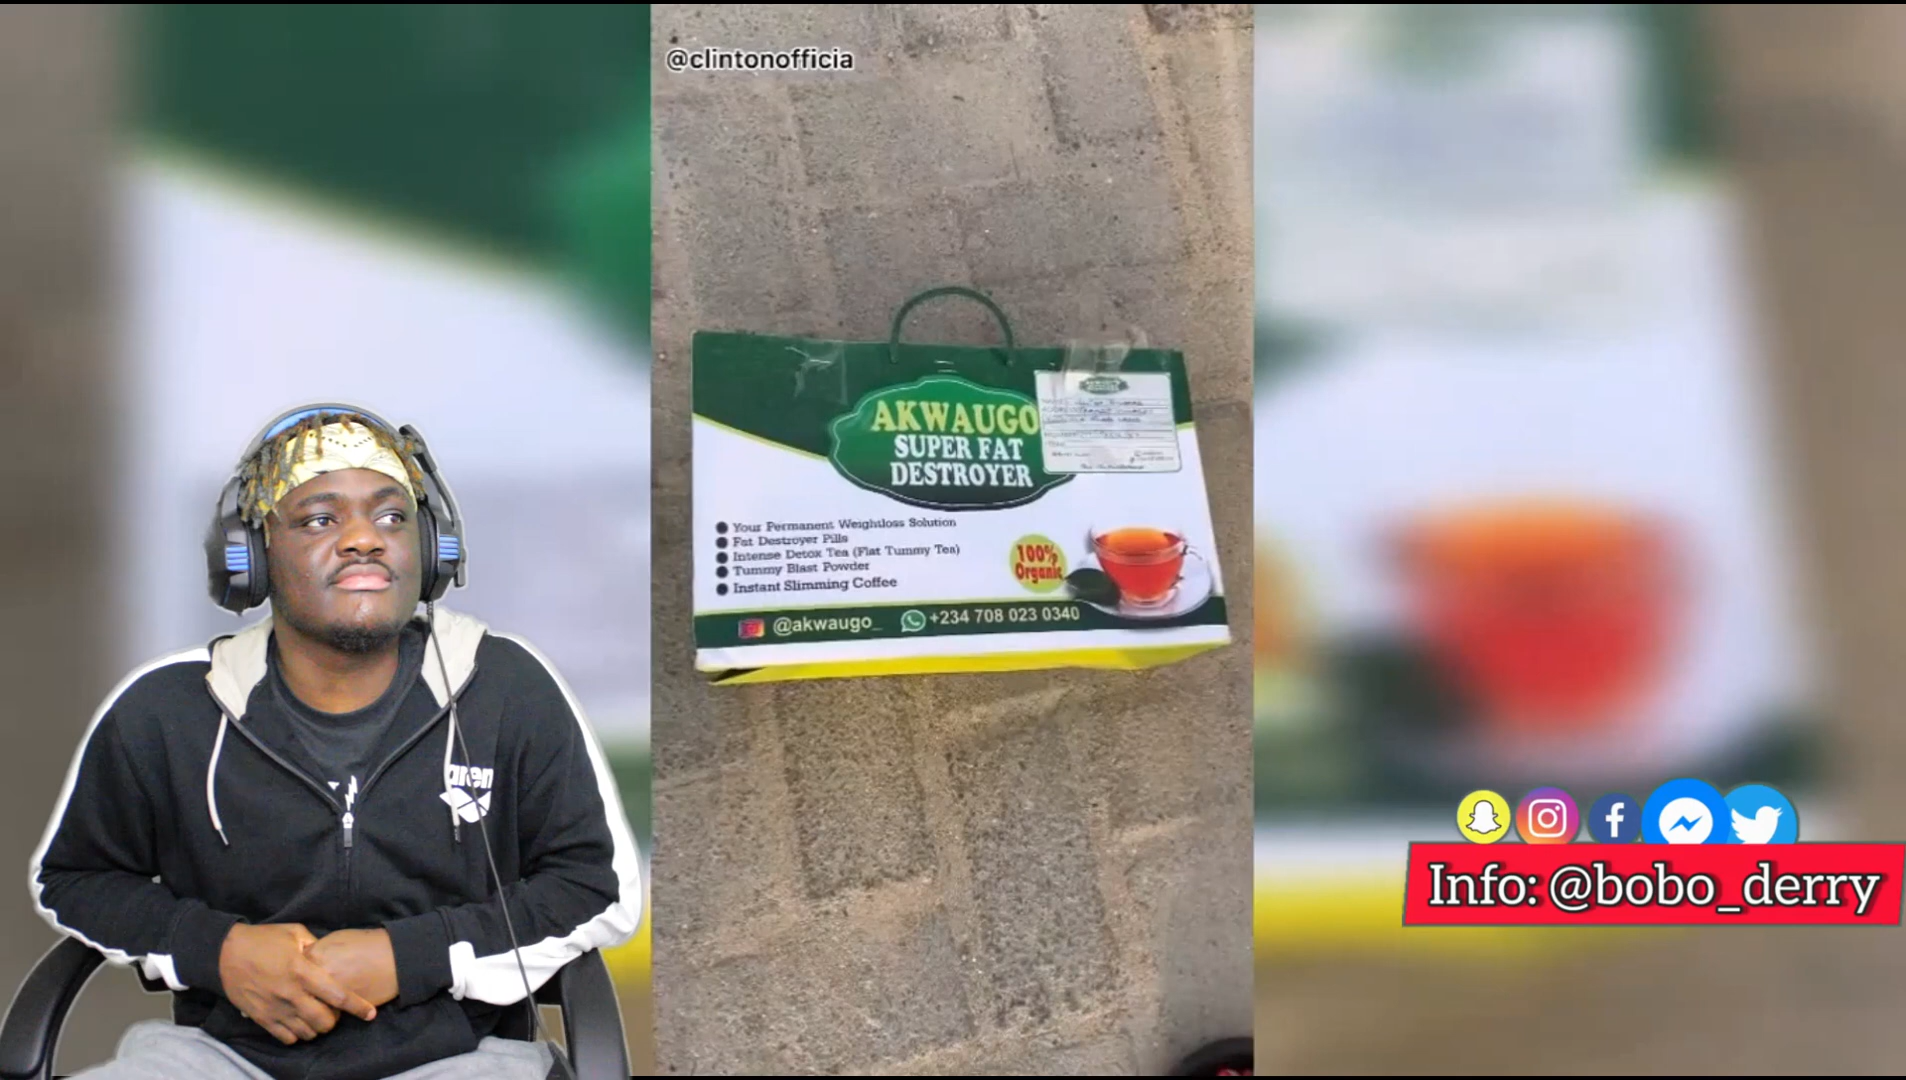 @clintonofficia
AKWAUGO
SUPER FAT
DESTROYER
Your Permanent Weightloss Solution
Fat Destroyer Pills
Intense Detox Tea (Flat Tummy Tea)
Tummy Blast Powder
Instant Slimming Coffee
100%
Organic
@akwaugo_
+234 708 023 0340
aren
Info: @bobo_derry